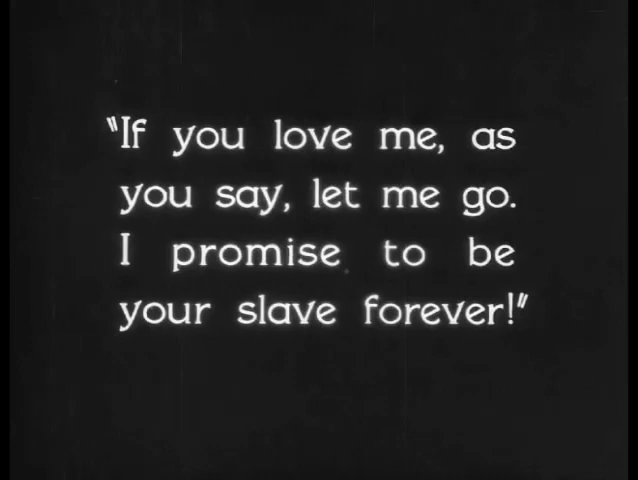 "If you love me, as
you say, let me go.
I promise to be
your slave forever!"